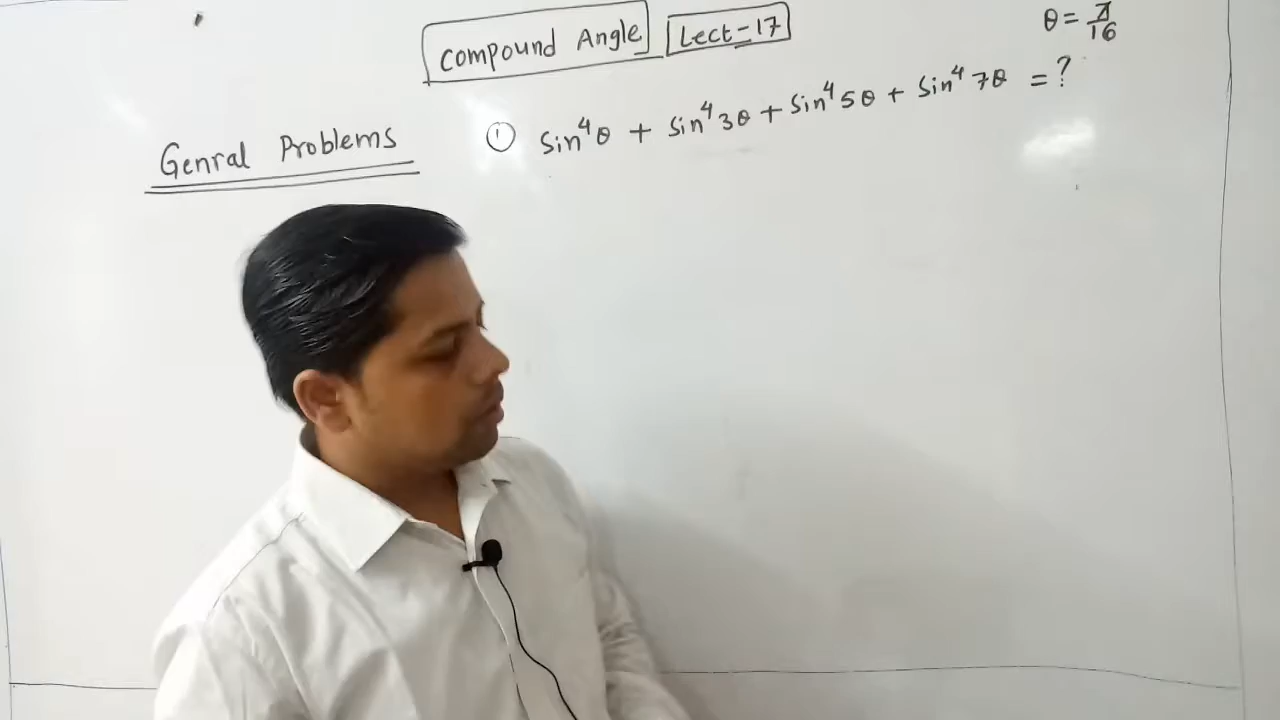 Compound Angle Lect-17
θ = π/16
Genral Problems
① Sin⁴θ + Sin⁴3θ + Sin⁴5θ + Sin⁴7θ = ?